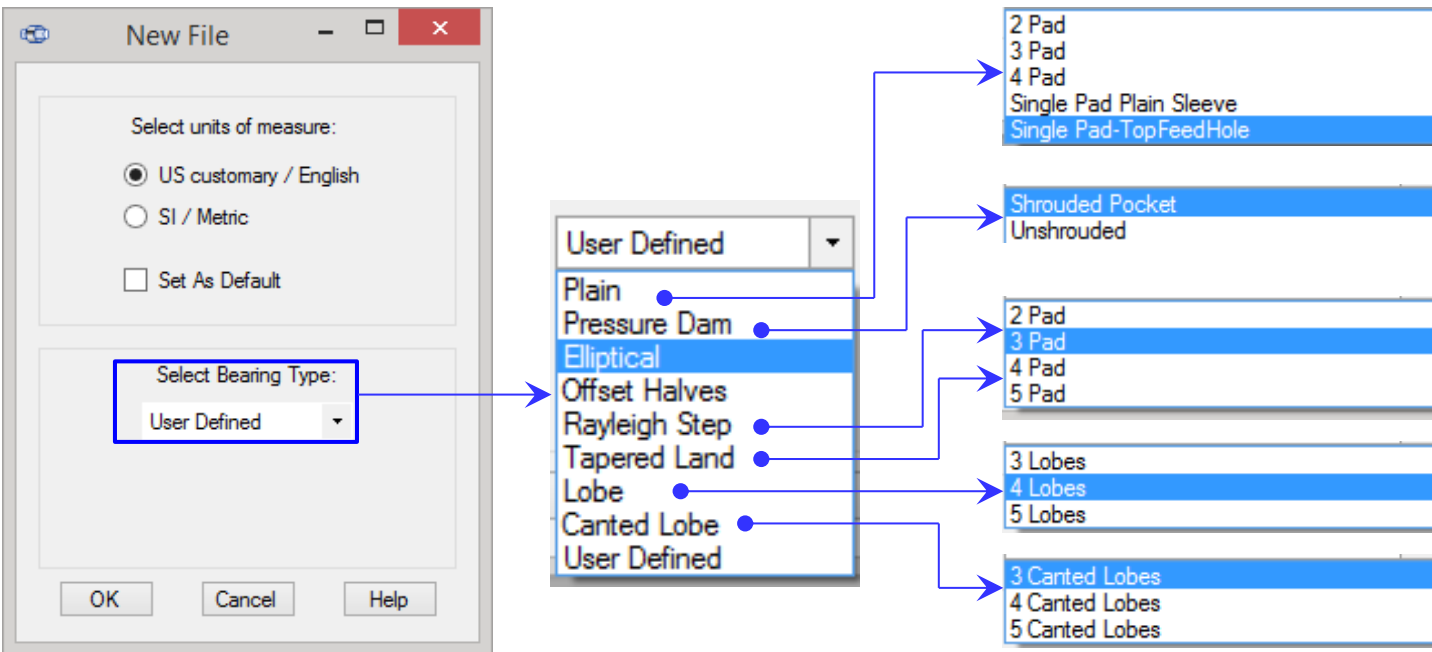 New File
Select units of measure:
US customary / English
SI / Metric
Set As Default
Select Bearing Type:
User Defined
OK
Cancel
Help
User Defined
Plain
Pressure Dam
Elliptical
Offset Halves
Rayleigh Step
Tapered Land
Lobe
Canted Lobe
User Defined
2 Pad
3 Pad
4 Pad
Single Pad Plain Sleeve
Single Pad-TopFeedHole
Shrouded Pocket
Unshrouded
2 Pad
3 Pad
4 Pad
5 Pad
3 Lobes
4 Lobes
5 Lobes
3 Canted Lobes
4 Canted Lobes
5 Canted Lobes